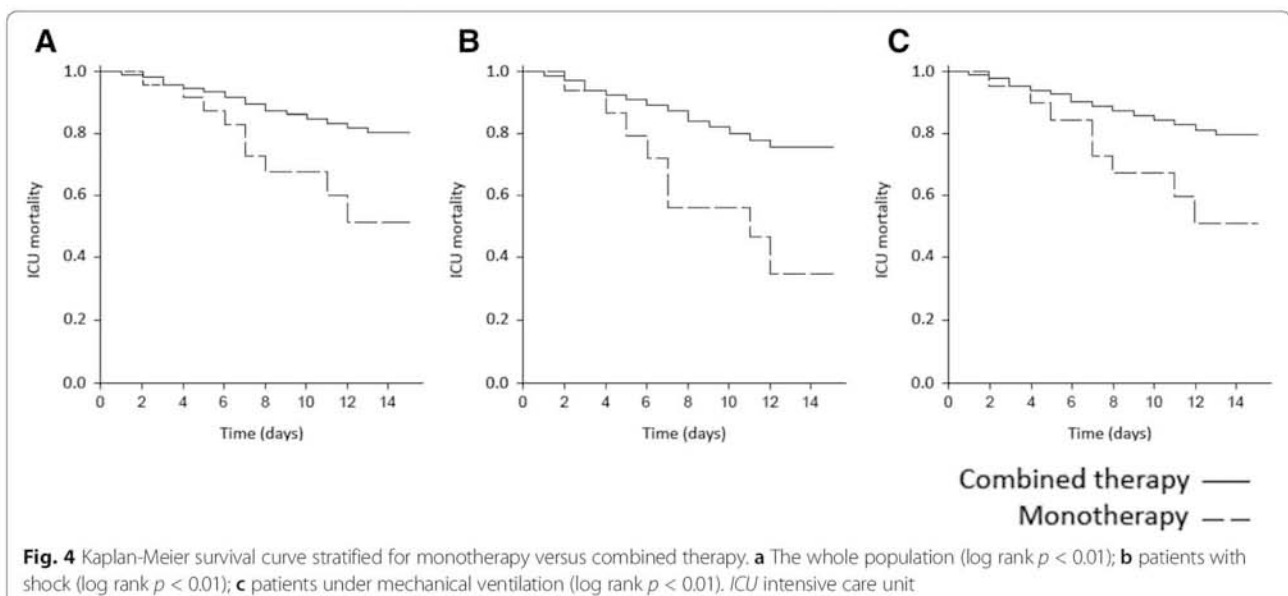 A
B
C
1.0
0.8
0.6
0.4
0.2
0.0
ICU mortality
0 2 4 6 8 10 12 14
Time (days)
1.0
0.8
0.6
0.4
0.2
0.0
ICU mortality
0 2 4 6 8 10 12 14
Time (days)
1.0
0.8
0.6
0.4
0.2
0.0
ICU mortality
0 2 4 6 8 10 12 14
Time (days)
Combined therapy
Monotherapy
Fig. 4 Kaplan-Meier survival curve stratified for monotherapy versus combined therapy. a The whole population (log rank p < 0.01); b patients with
shock (log rank p < 0.01); c patients under mechanical ventilation (log rank p < 0.01). ICU intensive care unit